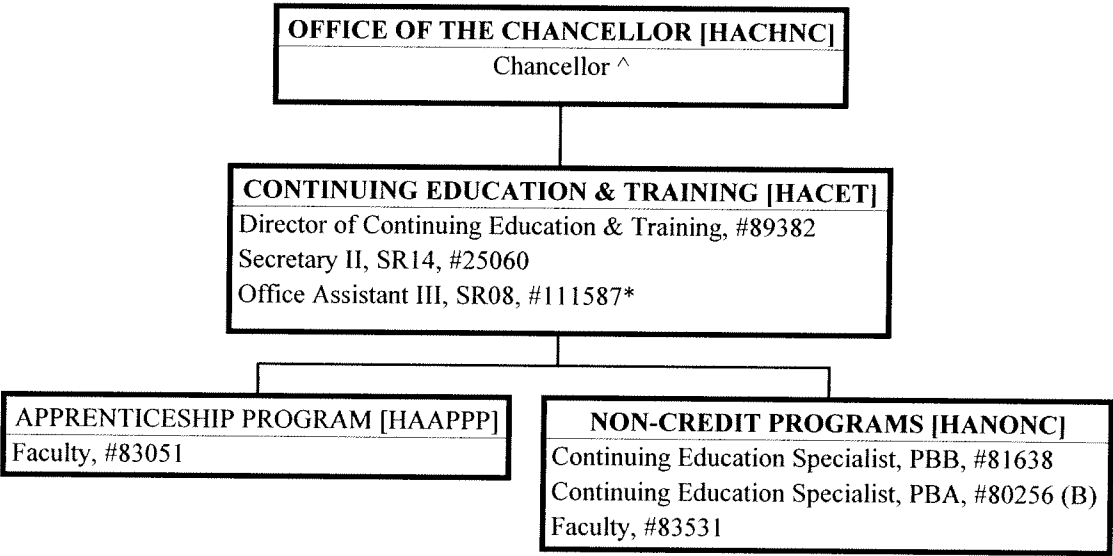 OFFICE OF THE CHANCELLOR [HACHNC]
Chancellor ^
CONTINUING EDUCATION & TRAINING [HACET]
Director of Continuing Education & Training, #89382
Secretary II, SR14, #25060
Office Assistant III, SR08, #111587*
APPRENTICESHIP PROGRAM [HAAPPP]
Faculty, #83051
NON-CREDIT PROGRAMS [HANONC]
Continuing Education Specialist, PBB, #81638
Continuing Education Specialist, PBA, #80256 (B)
Faculty, #83531